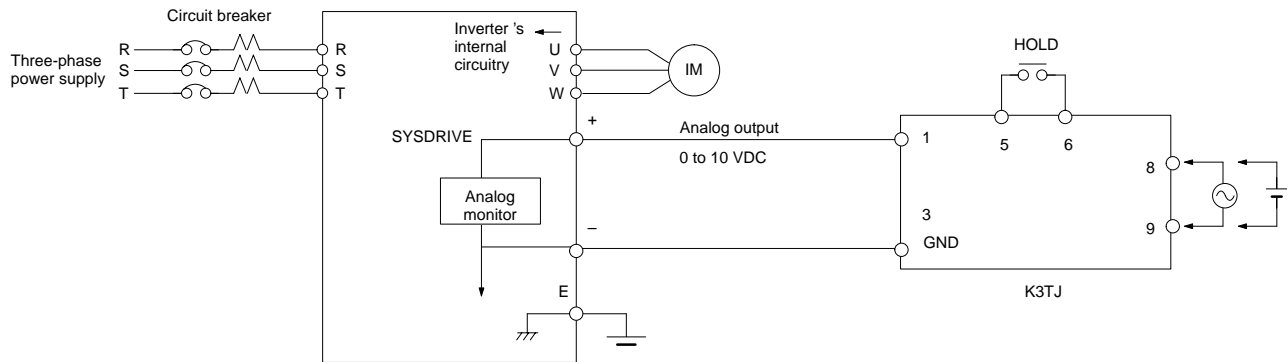 Circuit breaker
Three-phase
power supply
R
S
T
R
S
T
Inverter 's
internal
circuitry
U
V
W
IM
SYSDRIVE
+
Analog
monitor
–
E
Analog output
0 to 10 VDC
HOLD
1
5
6
8
3
GND
9
K3TJ